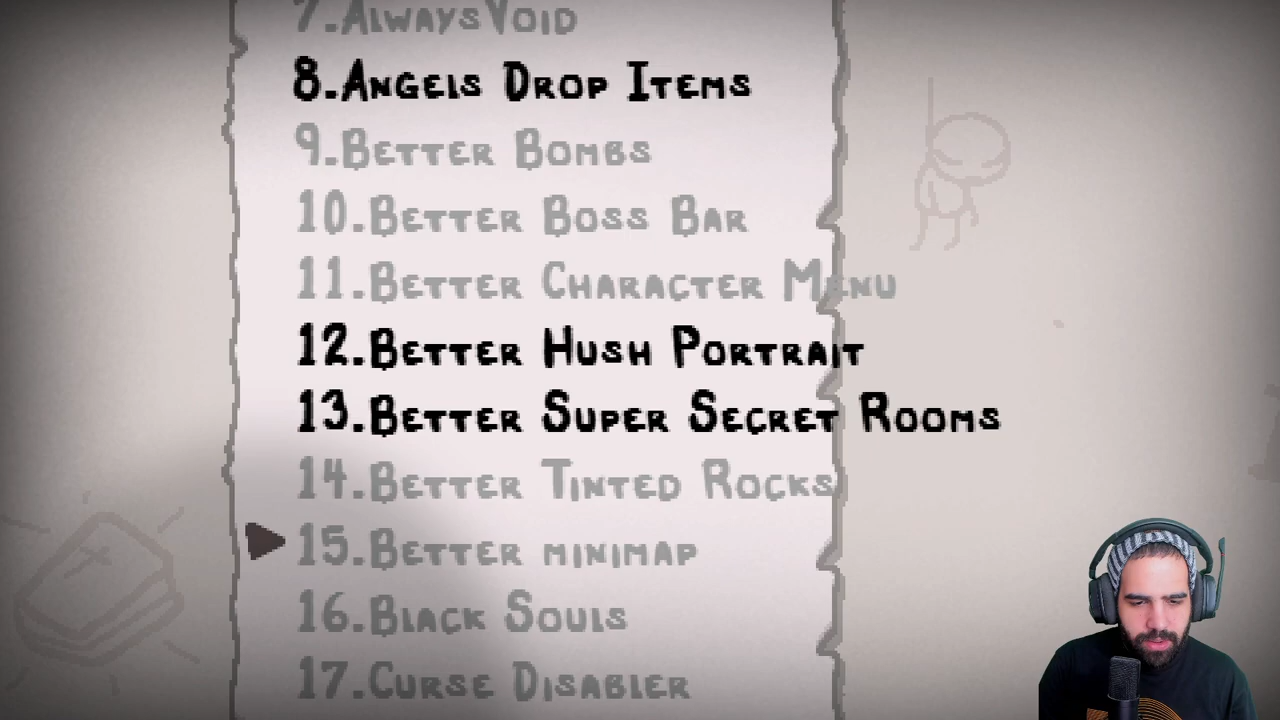 7.AlwaysVoid
8.Angels Drop Items
9.Better Bombs
10.Better Boss Bar
11.Better Character Menu
12.Better Hush Portrait
13.Better Super Secret Rooms
14.Better Tinted Rocks
15.Better minimap
16.Black Souls
17.Curse Disabler